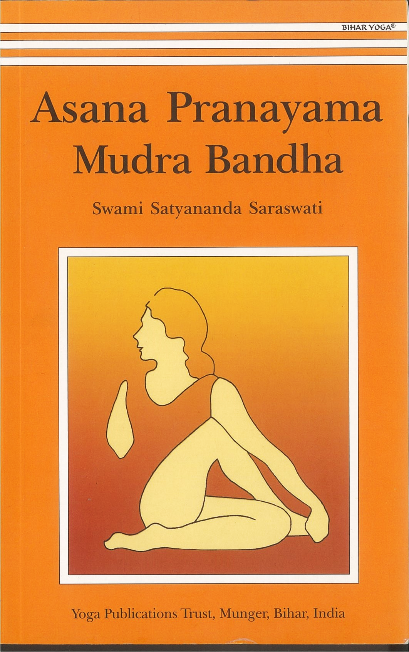 BIHAR YOGA®
Asana Pranayama
Mudra Bandha
Swami Satyananda Saraswati
Yoga Publications Trust, Munger, Bihar, India